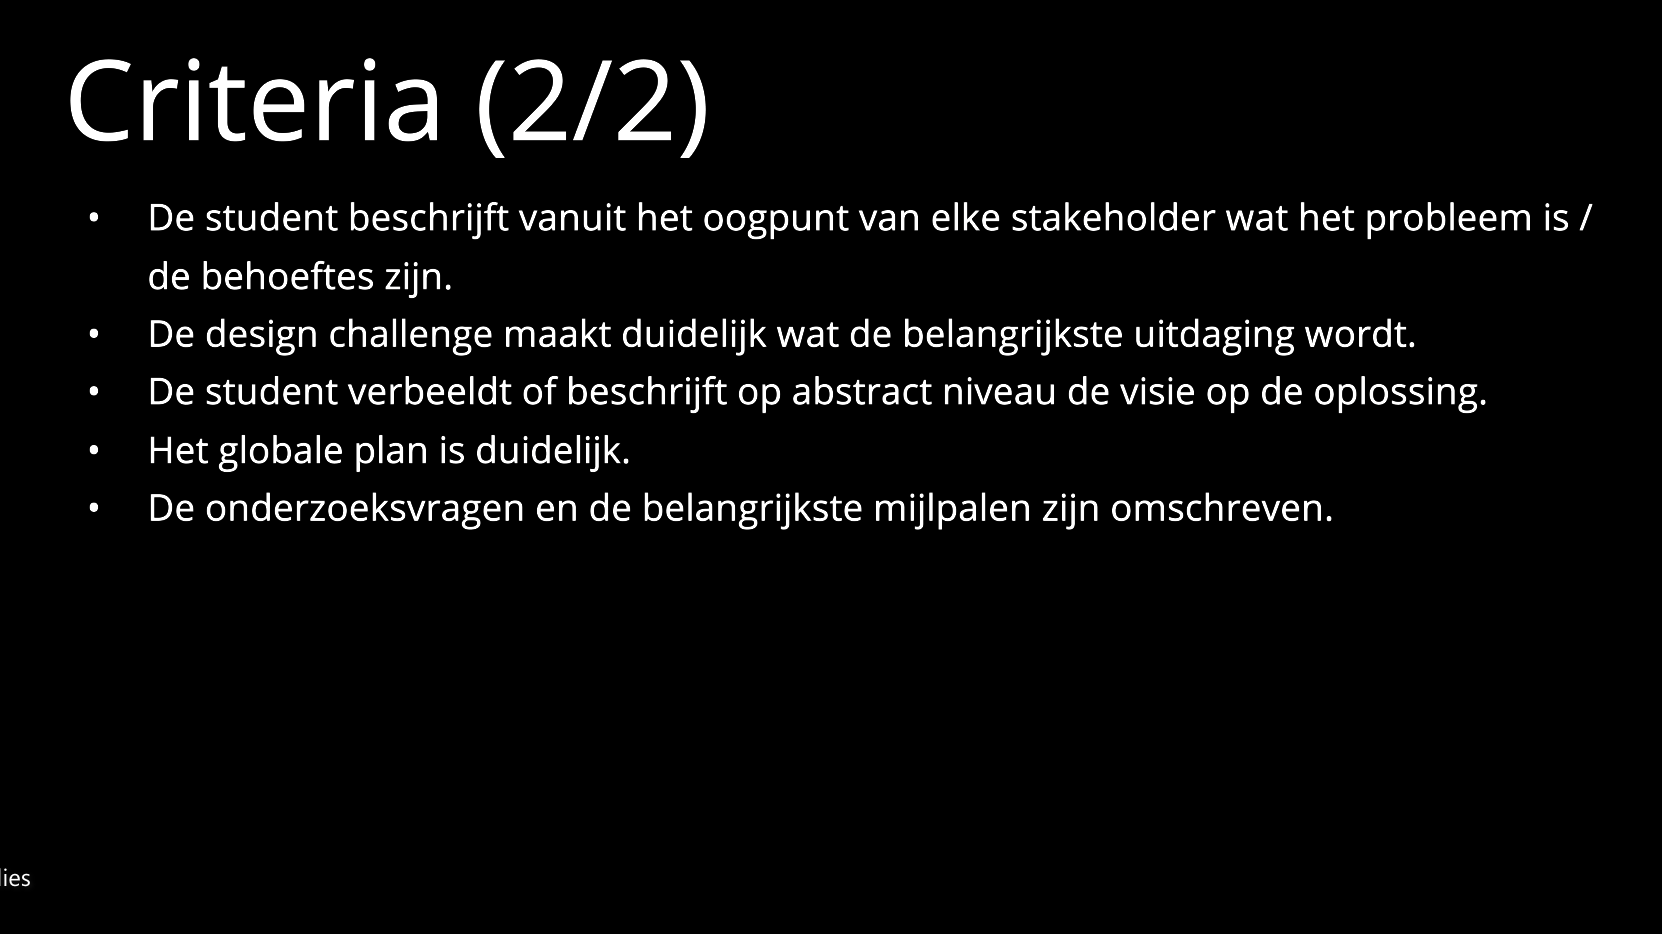 Criteria (2/2)
• De student beschrijft vanuit het oogpunt van elke stakeholder wat het probleem is /
de behoeftes zijn.
• De design challenge maakt duidelijk wat de belangrijkste uitdaging wordt.
• De student verbeeldt of beschrijft op abstract niveau de visie op de oplossing.
• Het globale plan is duidelijk.
• De onderzoeksvragen en de belangrijkste mijlpalen zijn omschreven.